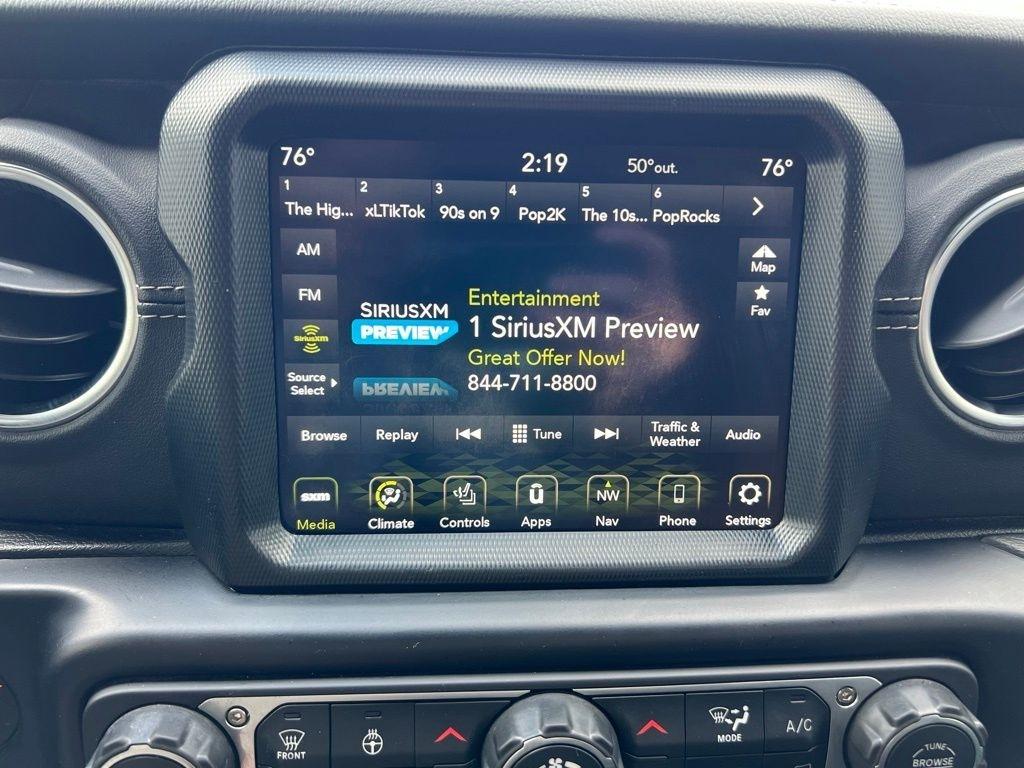 76° 2:19 50°out. 76°
1 2 3 4 5 6
The Hig... xLTikTok 90s on 9 Pop2K The 10s... PopRocks
AM
Map
FM
Fav
SIRIUSXM
PREVIEW
Entertainment
1 SiriusXM Preview
Great Offer Now!
844-711-8800
SiriusXM
Source
Select
PREVIEW
Browse Replay Tune Traffic & Weather Audio
sxm u NW
Media Climate Controls Apps Nav Phone Settings
FRONT
MODE
A/C
TUNE
BROWSE